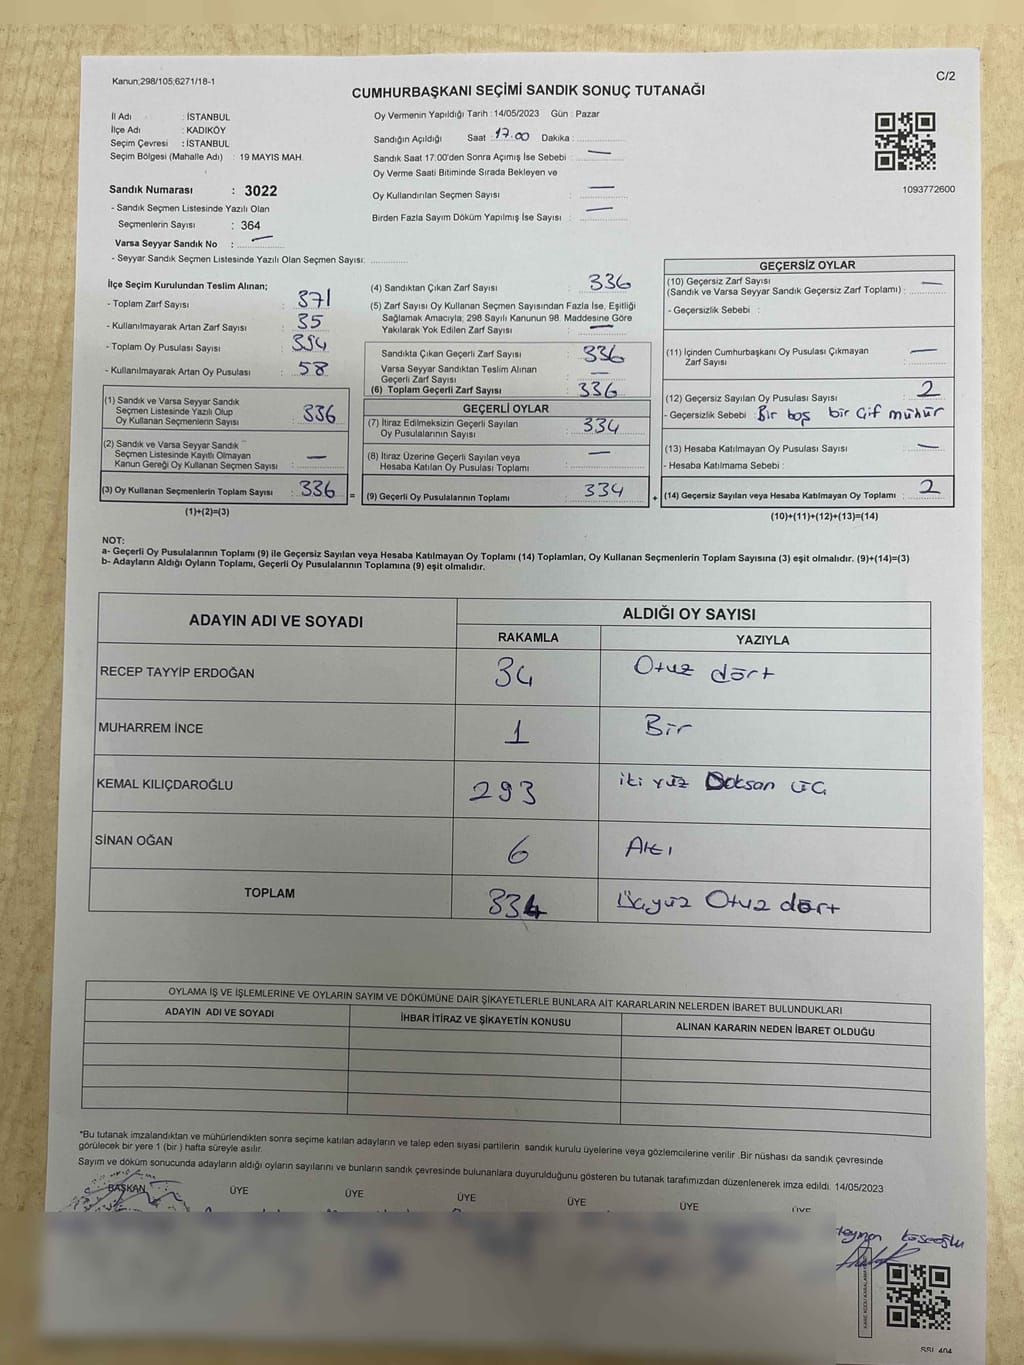 Kanun;298/105,6271/18-1
C/2
CUMHURBAŞKANI SEÇİMİ SANDIK SONUÇ TUTANAĞI
İl Adı : İSTANBUL
İlçe Adı : KADIKÖY
Seçim Çevresi : İSTANBUL
Seçim Bölgesi (Mahalle Adı) : 19 MAYIS MAH.
Sandık Numarası : 3022
- Sandık Seçmen Listesinde Yazılı Olan
Seçmenlerin Sayısı : 364
Varsa Seyyar Sandık No : —
- Seyyar Sandık Seçmen Listesinde Yazılı Olan Seçmen Sayısı:
Oy Vermenin Yapıldığı Tarih : 14/05/2023 Gün : Pazar
Sandığın Açıldığı Saat : 17.00 Dakika :
Sandık Saat 17:00'den Sonra Açımış İse Sebebi : —
Oy Verme Saati Bitiminde Sırada Bekleyen ve
Oy Kullandırılan Seçmen Sayısı : —
Birden Fazla Sayım Döküm Yapılmış İse Sayısı : —
1093772600
İlçe Seçim Kurulundan Teslim Alınan;
- Toplam Zarf Sayısı : 371
- Kullanılmayarak Artan Zarf Sayısı : 35
- Toplam Oy Pusulası Sayısı : 394
- Kullanılmayarak Artan Oy Pusulası : 58
(1) Sandık ve Varsa Seyyar Sandık
Seçmen Listesinde Yazılı Olup
Oy Kullanan Seçmenlerin Sayısı : 336
(2) Sandık ve Varsa Seyyar Sandık
Seçmen Listesinde Kayıtlı Olmayan
Kanun Gereği Oy Kullanan Seçmen Sayısı : —
(3) Oy Kullanan Seçmenlerin Toplam Sayısı : 336 =
(1)+(2)=(3)
(4) Sandıktan Çıkan Zarf Sayısı : 336
(5) Zarf Sayısı Oy Kullanan Seçmen Sayısından Fazla İse, Eşitliği
Sağlamak Amacıyla; 298 Sayılı Kanunun 98. Maddesine Göre
Yakılarak Yok Edilen Zarf Sayısı : —
Sandıkta Çıkan Geçerli Zarf Sayısı : 336
Varsa Seyyar Sandıktan Teslim Alınan
Geçerli Zarf Sayısı : —
(6) Toplam Geçerli Zarf Sayısı : 336
GEÇERLİ OYLAR
(7) İtiraz Edilmeksizin Geçerli Sayılan
Oy Pusulalarının Sayısı : 334
(8) İtiraz Üzerine Geçerli Sayılan veya
Hesaba Katılan Oy Pusulası Toplamı : —
(9) Geçerli Oy Pusulalarının Toplamı : 334 +
GEÇERSİZ OYLAR
(10) Geçersiz Zarf Sayısı
(Sandık ve Varsa Seyyar Sandık Geçersiz Zarf Toplamı) : —
- Geçersizlik Sebebi :
(11) İçinden Cumhurbaşkanı Oy Pusulası Çıkmayan
Zarf Sayısı : —
(12) Geçersiz Sayılan Oy Pusulası Sayısı : 2
- Geçersizlik Sebebi : Bir boş bir çif mühür
(13) Hesaba Katılmayan Oy Pusulası Sayısı : —
- Hesaba Katılmama Sebebi :
(14) Geçersiz Sayılan veya Hesaba Katılmayan Oy Toplamı : 2
(10)+(11)+(12)+(13)=(14)
NOT:
a- Geçerli Oy Pusulalarının Toplamı (9) ile Geçersiz Sayılan veya Hesaba Katılmayan Oy Toplamı (14) Toplamları, Oy Kullanan Seçmenlerin Toplam Sayısına (3) eşit olmalıdır. (9)+(14)=(3)
b- Adayların Aldığı Oyların Toplamı, Geçerli Oy Pusulalarının Toplamına (9) eşit olmalıdır.
ADAYIN ADI VE SOYADI ALDIĞI OY SAYISI
RAKAMLA YAZIYLA
RECEP TAYYİP ERDOĞAN 34 Otuz dört
MUHARREM İNCE 1 Bir
KEMAL KILIÇDAROĞLU 293 iki yüz Doksan üç
SİNAN OĞAN 6 Altı
TOPLAM 334 Üçyüz Otuz dört
OYLAMA İŞ VE İŞLEMLERİNE VE OYLARIN SAYIM VE DÖKÜMÜNE DAİR ŞİKAYETLERLE BUNLARA AİT KARARLARIN NELERDEN İBARET BULUNDUKLARI
ADAYIN ADI VE SOYADI İHBAR İTİRAZ VE ŞİKAYETİN KONUSU ALINAN KARARIN NEDEN İBARET OLDUĞU
*Bu tutanak imzalandıktan ve mühürlendikten sonra seçime katılan adayların ve talep eden siyasi partilerin sandık kurulu üyelerine veya gözlemcilerine verilir .Bir nüshası da sandık çevresinde
görülecek bir yere 1 (bir ) hafta süreyle asılır.
Sayım ve döküm sonucunda adayların aldığı oyların sayılarını ve bunların sandık çevresinde bulunanlara duyurulduğunu gösteren bu tutanak tarafımızdan düzenlenerek imza edildi. 14/05/2023
BAŞKAN ÜYE ÜYE ÜYE ÜYE ÜYE ÜYE